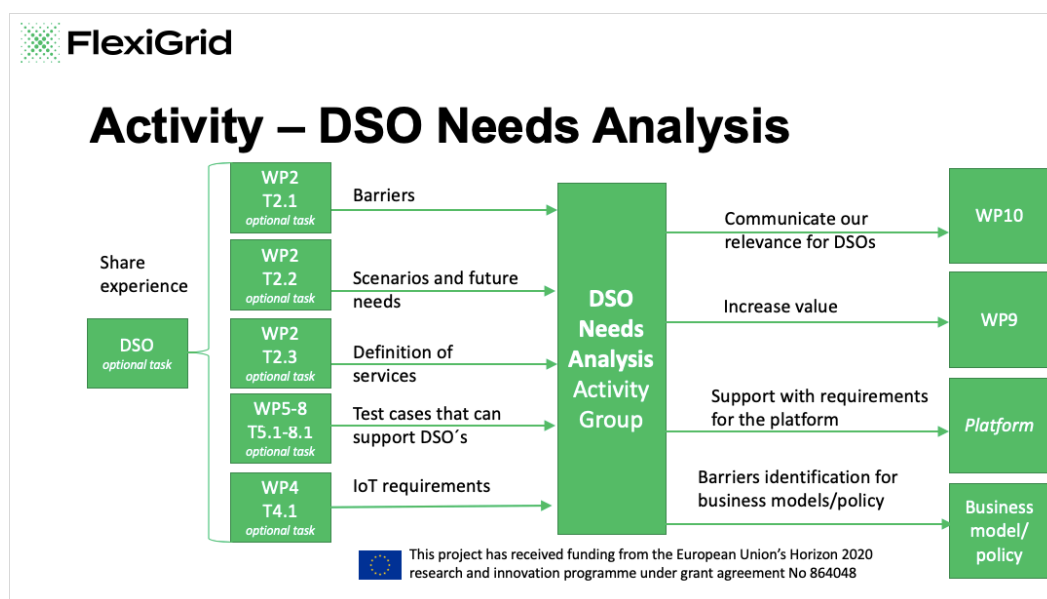 FlexiGrid
Activity – DSO Needs Analysis
Share
experience
DSO
optional task
WP2
T2.1
optional task
WP2
T2.2
optional task
WP2
T2.3
optional task
WP5-8
T5.1-8.1
optional task
WP4
T4.1
optional task
Barriers
Scenarios and future
needs
Definition of
services
Test cases that can
support DSO´s
IoT requirements
DSO
Needs
Analysis
Activity
Group
Communicate our
relevance for DSOs
Increase value
Support with requirements
for the platform
Barriers identification for
business models/policy
WP10
WP9
Platform
Business
model/
policy
This project has received funding from the European Union’s Horizon 2020
research and innovation programme under grant agreement No 864048